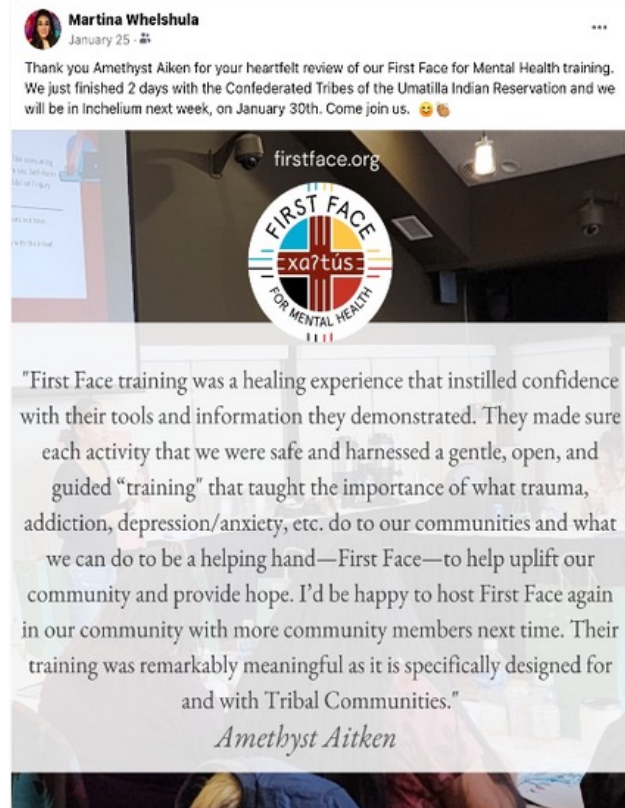 Martina Whelshula
January 25 ·
Thank you Amethyst Aiken for your heartfelt review of our First Face for Mental Health training.
We just finished 2 days with the Confederated Tribes of the Umatilla Indian Reservation and we
will be in Inchelium next week, on January 30th. Come join us. 😊👏🏽
firstface.org
FIRST FACE
xaʔtús
FOR MENTAL HEALTH
"First Face training was a healing experience that instilled confidence
with their tools and information they demonstrated. They made sure
each activity that we were safe and harnessed a gentle, open, and
guided “training" that taught the importance of what trauma,
addiction, depression/anxiety, etc. do to our communities and what
we can do to be a helping hand—First Face—to help uplift our
community and provide hope. I’d be happy to host First Face again
in our community with more community members next time. Their
training was remarkably meaningful as it is specifically designed for
and with Tribal Communities."
Amethyst Aitken